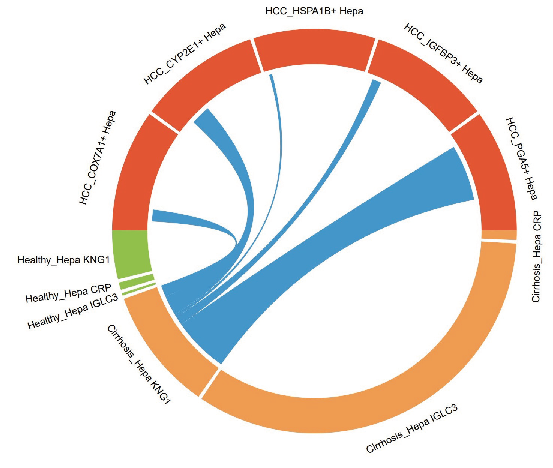 HCC_HSPA1B+ Hepa
HCC_CYP2E1+ Hepa
HCC_IGFBP3+ Hepa
HCC_COX7A1+ Hepa
HCC_PGA5+ Hepa
Cirrhosis_Hepa CRP
Healthy_Hepa KNG1
Healthy_Hepa CRP
Healthy_Hepa IGLC3
Cirrhosis_Hepa KNG1
Cirrhosis_Hepa IGLC3